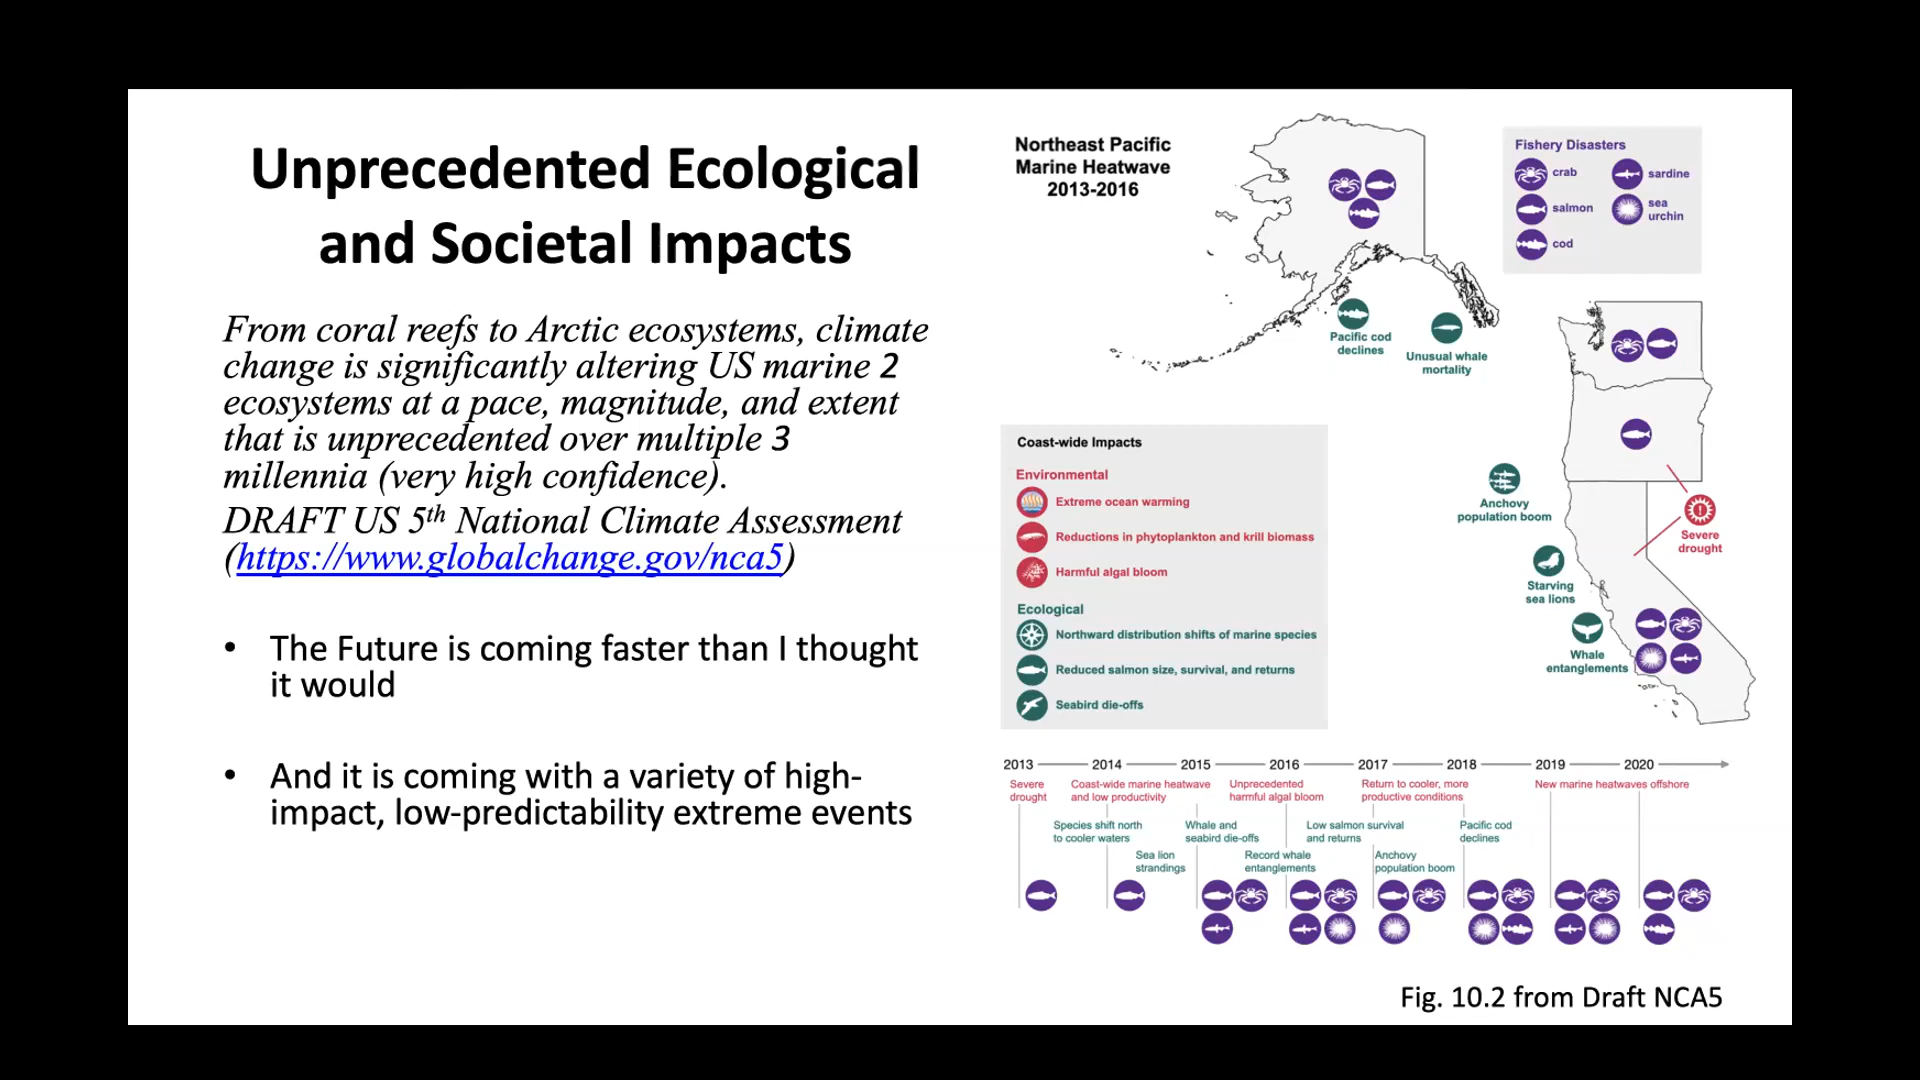 Unprecedented Ecological
and Societal Impacts
From coral reefs to Arctic ecosystems, climate
change is significantly altering US marine 2
ecosystems at a pace, magnitude, and extent
that is unprecedented over multiple 3
millennia (very high confidence).
DRAFT US 5th National Climate Assessment
(https://www.globalchange.gov/nca5)
• The Future is coming faster than I thought
it would
• And it is coming with a variety of high-
impact, low-predictability extreme events
Northeast Pacific
Marine Heatwave
2013-2016
Fishery Disasters
crab
sardine
salmon
sea
urchin
cod
Pacific cod
declines
Unusual whale
mortality
Anchovy
population boom
Severe
drought
Starving
sea lions
Whale
entanglements
Coast-wide Impacts
Environmental
Extreme ocean warming
Reductions in phytoplankton and krill biomass
Harmful algal bloom
Ecological
Northward distribution shifts of marine species
Reduced salmon size, survival, and returns
Seabird die-offs
2013 2014 2015 2016 2017 2018 2019 2020
Severe
drought
Coast-wide marine heatwave
and low productivity
Unprecedented
harmful algal bloom
Return to cooler, more
productive conditions
New marine heatwaves offshore
Species shift north
to cooler waters
Whale and
seabird die-offs
Low salmon survival
and returns
Pacific cod
declines
Sea lion
strandings
Record whale
entanglements
Anchovy
population boom
Fig. 10.2 from Draft NCA5